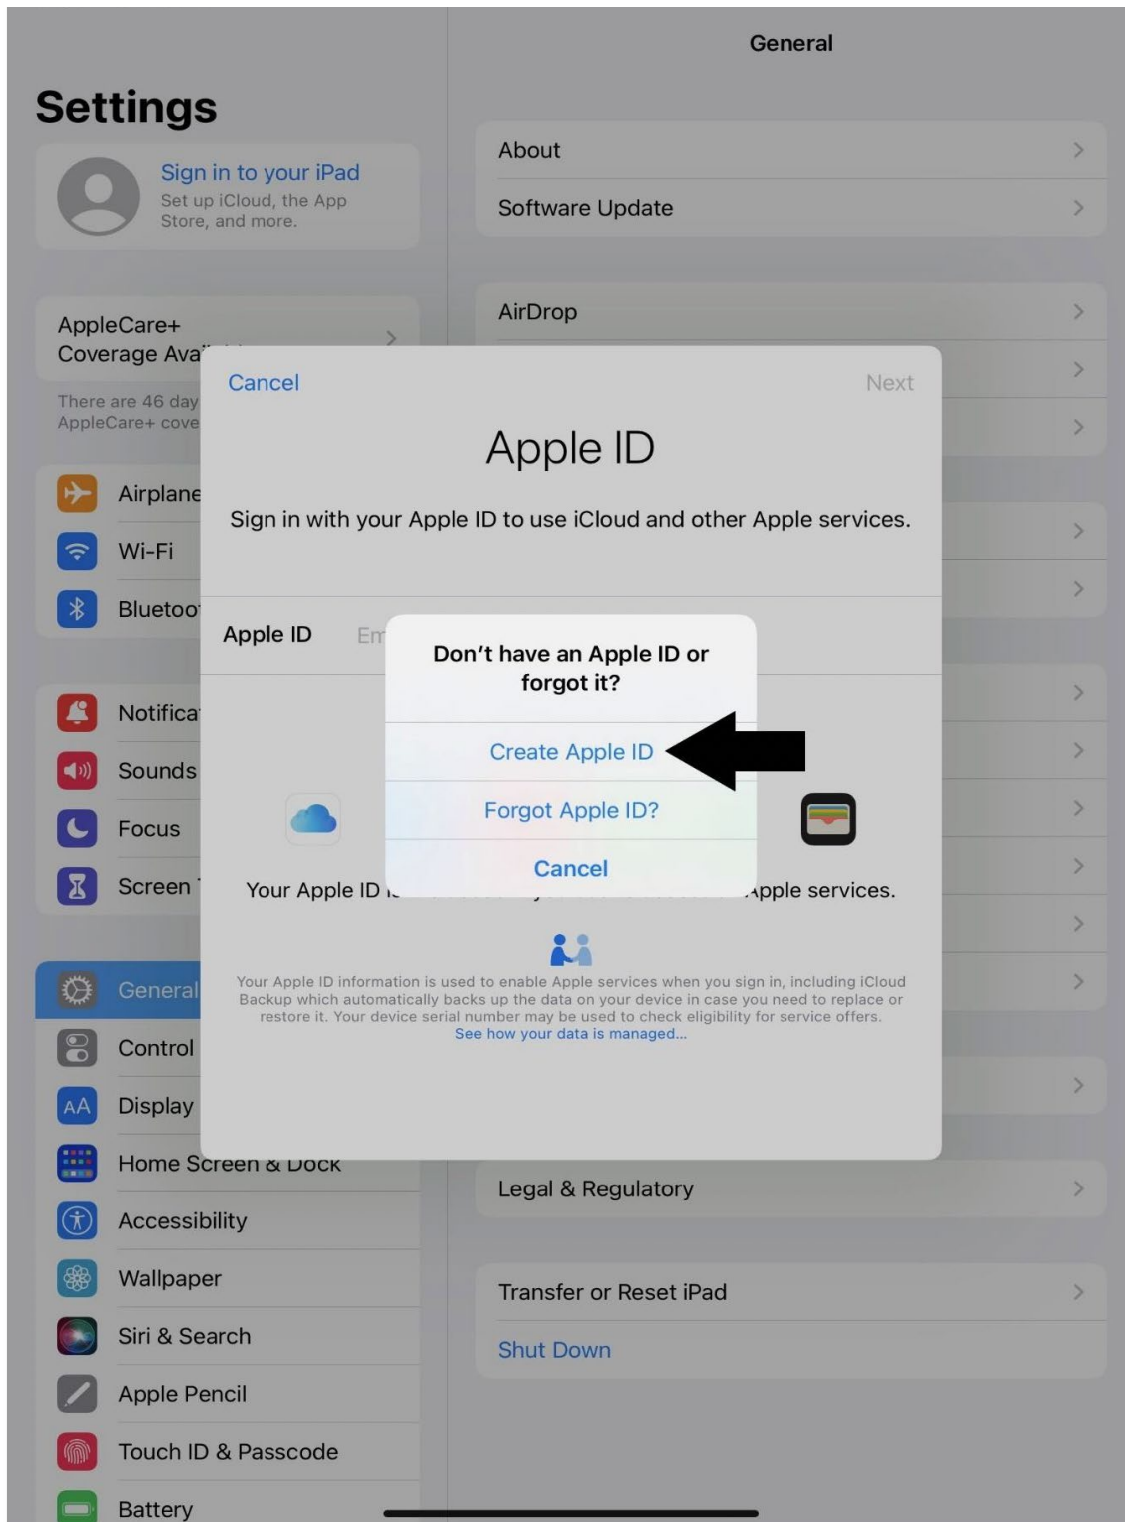 General
Settings
Sign in to your iPad
Set up iCloud, the App
Store, and more.
About
Software Update
AppleCare+
Coverage
There are 46
AppleCare+
AirDrop
Cancel
Next
Apple ID
Sign in with your Apple ID to use iCloud and other Apple services.
Airplane
Wi-Fi
Apple ID
Don't have an Apple ID or
forgot it?
Create Apple ID
Forgot Apple ID?
Cancel
Sounds
Focus
Screen
Your Apple ID
Apple services.
Your Apple ID information is used to enable Apple services when you sign in, including iCloud
Backup which automatically backs up the data on your device in case you need to replace or
restore it. Your device serial number may be used to check eligibility for service offers.
See how your data is managed...
General
Control
AA
Display
Home Screen & Dock
Accessibility
Wallpaper
Siri & Search
Apple Pencil
Touch ID & Passcode
Battery
Legal & Regulatory
Transfer or Reset iPad
Shut Down